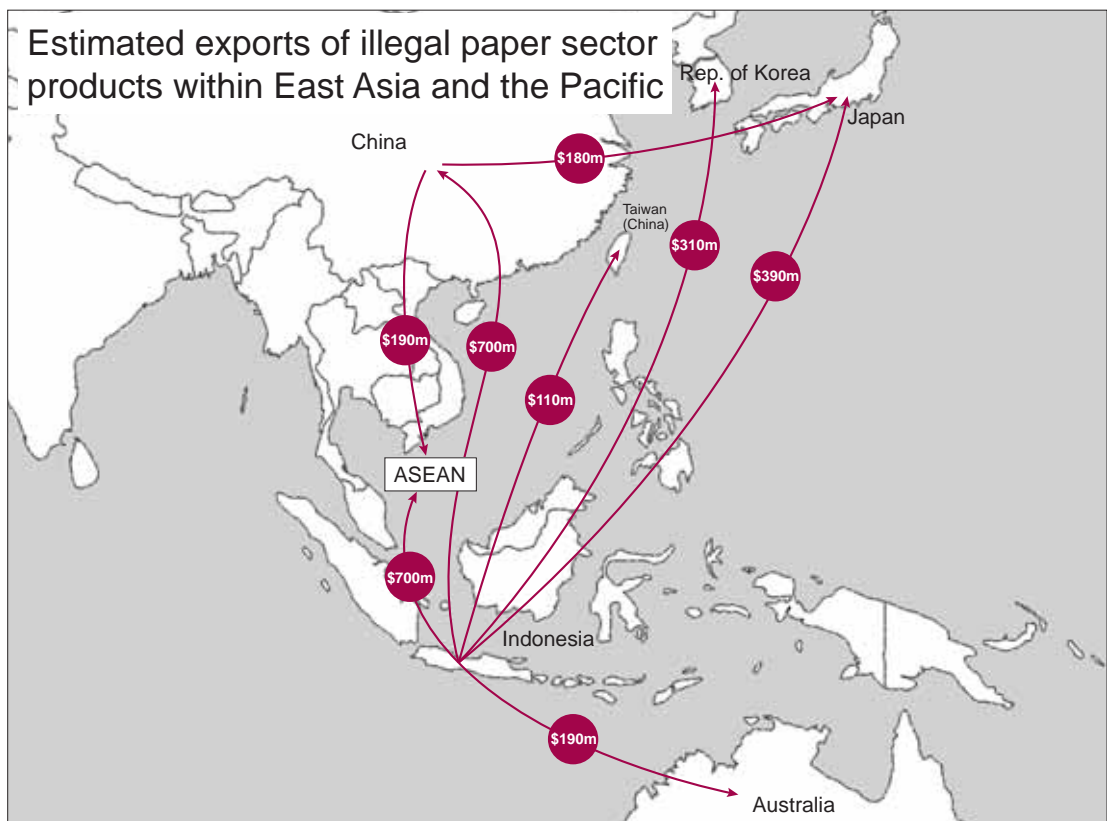 Estimated exports of illegal paper sector
products within East Asia and the Pacific
Rep. of Korea
Japan
China
$180m
Taiwan
(China)
$310m
$390m
$190m
$700m
$110m
ASEAN
$700m
Indonesia
$190m
Australia